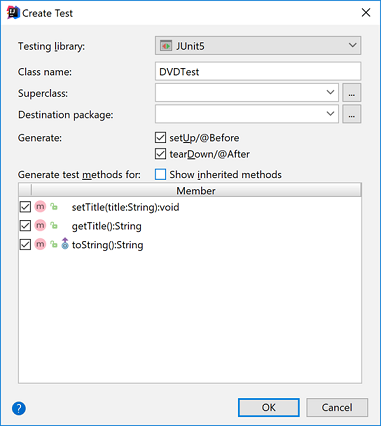 Create Test
Testing library: JUnit5
Class name: DVDTest
Superclass: ...
Destination package: ...
Generate: setUp/@Before
tearDown/@After
Generate test methods for: Show inherited methods
Member
m setTitle(title:String):void
m getTitle():String
m toString():String
? OK Cancel